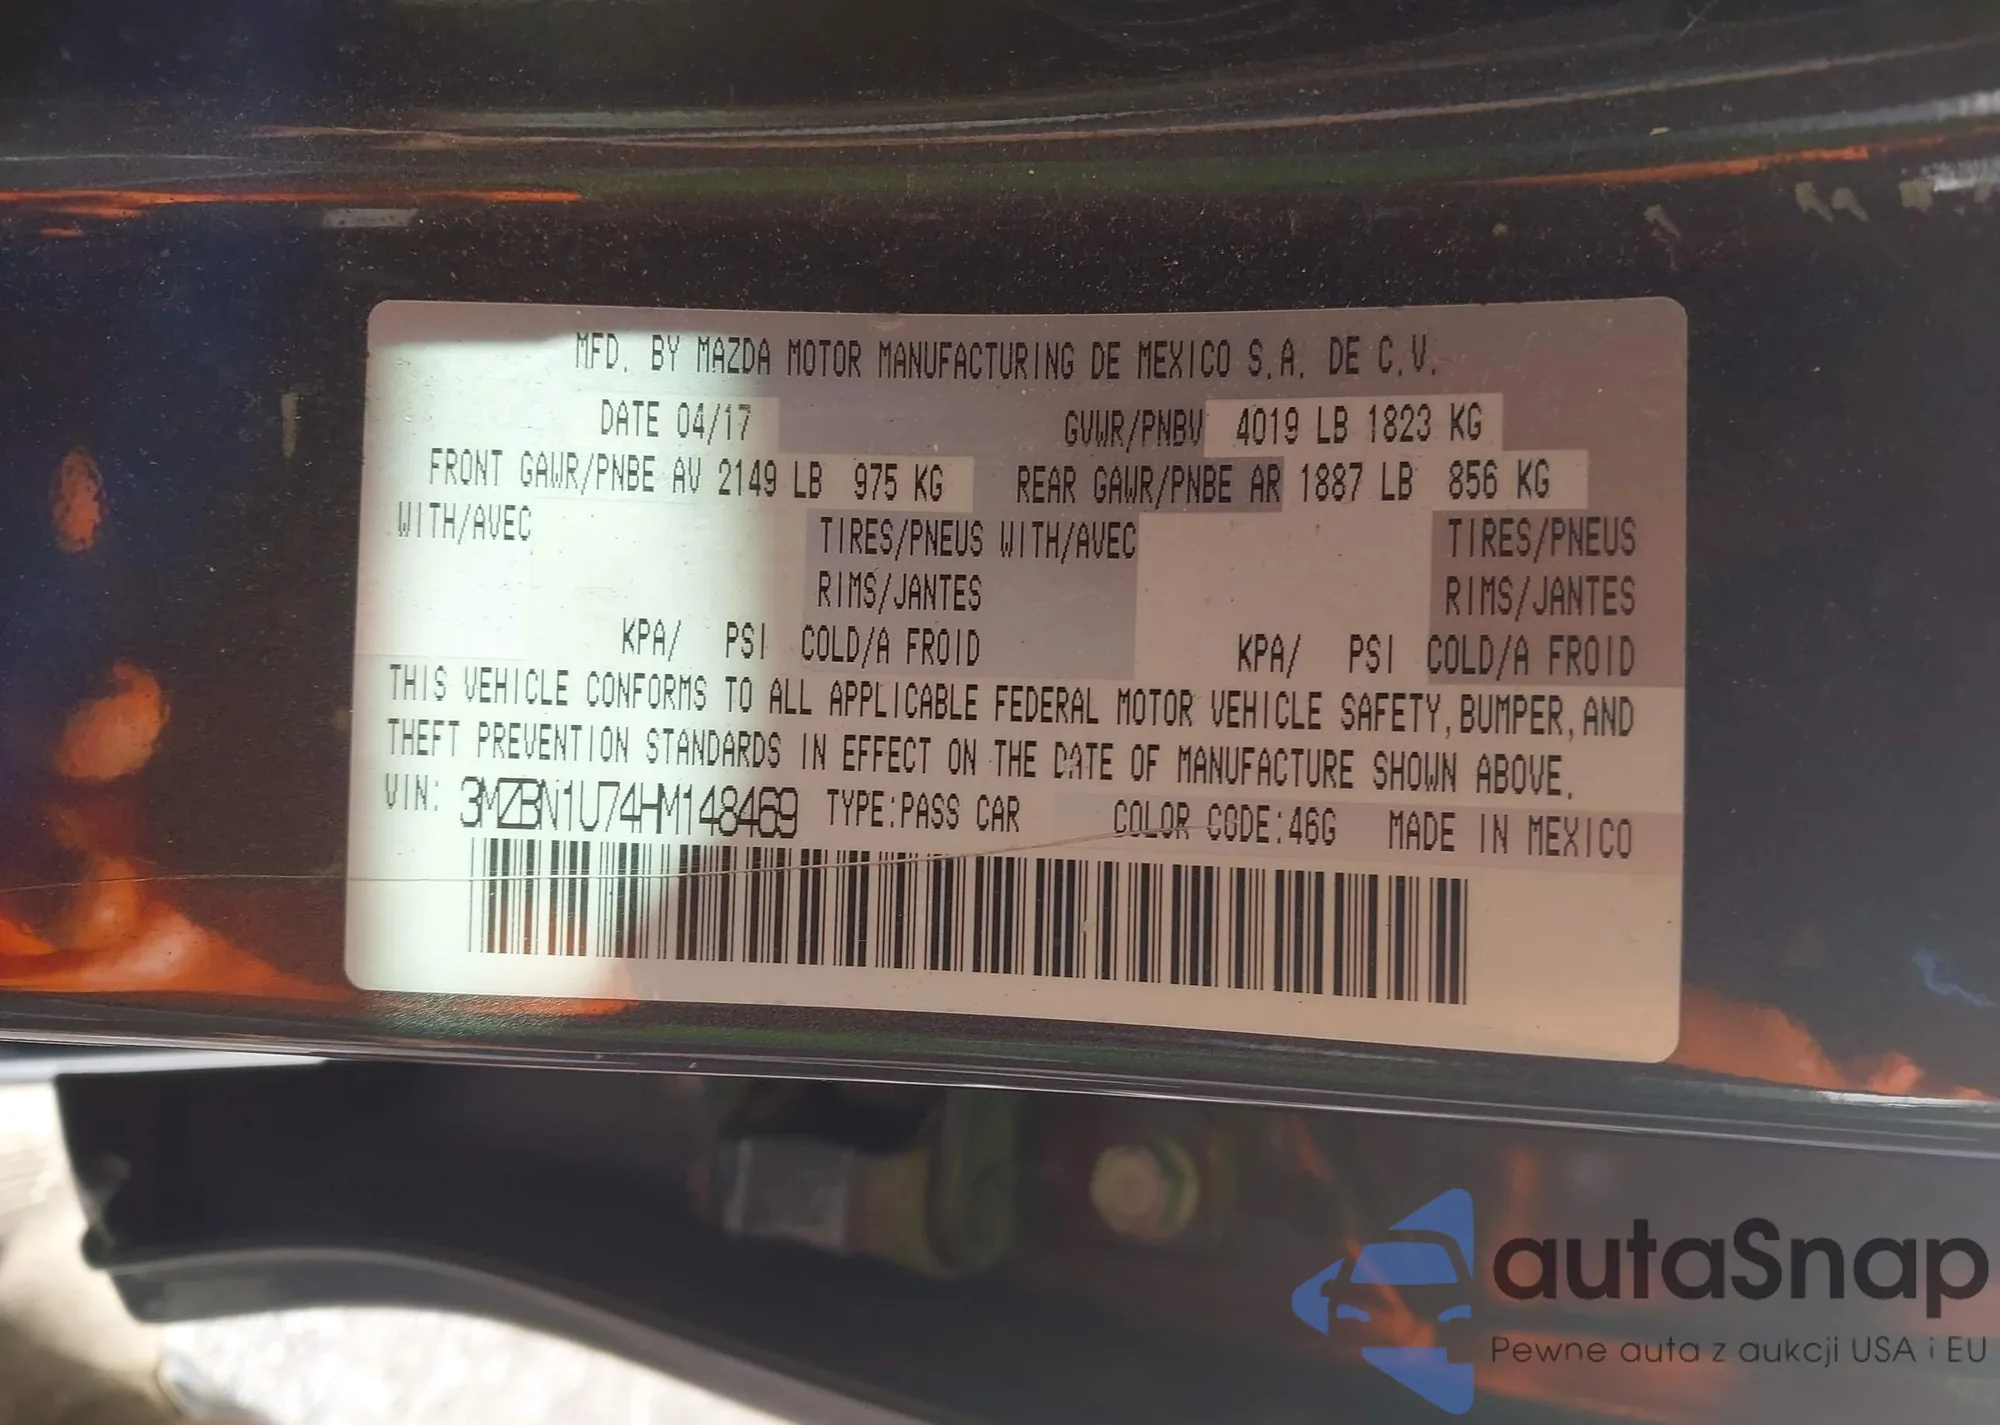 MFD. BY MAZDA MOTOR MANUFACTURING DE MEXICO S.A. DE C.V.
DATE 04/17 GVWR/PNBV 4019 LB 1823 KG
FRONT GAWR/PNBE AV 2149 LB 975 KG REAR GAWR/PNBE AR 1887 LB 856 KG
WITH/AVEC TIRES/PNEUS WITH/AVEC TIRES/PNEUS
RIMS/JANTES RIMS/JANTES
KPA/ PSI COLD/A FROID KPA/ PSI COLD/A FROID
THIS VEHICLE CONFORMS TO ALL APPLICABLE FEDERAL MOTOR VEHICLE SAFETY, BUMPER, AND
THEFT PREVENTION STANDARDS IN EFFECT ON THE DATE OF MANUFACTURE SHOWN ABOVE.
VIN: 3MZBN1U74HM148469 TYPE:PASS CAR COLOR CODE:46G MADE IN MEXICO
autaSnap
Pewne auta z aukcji USA i EU